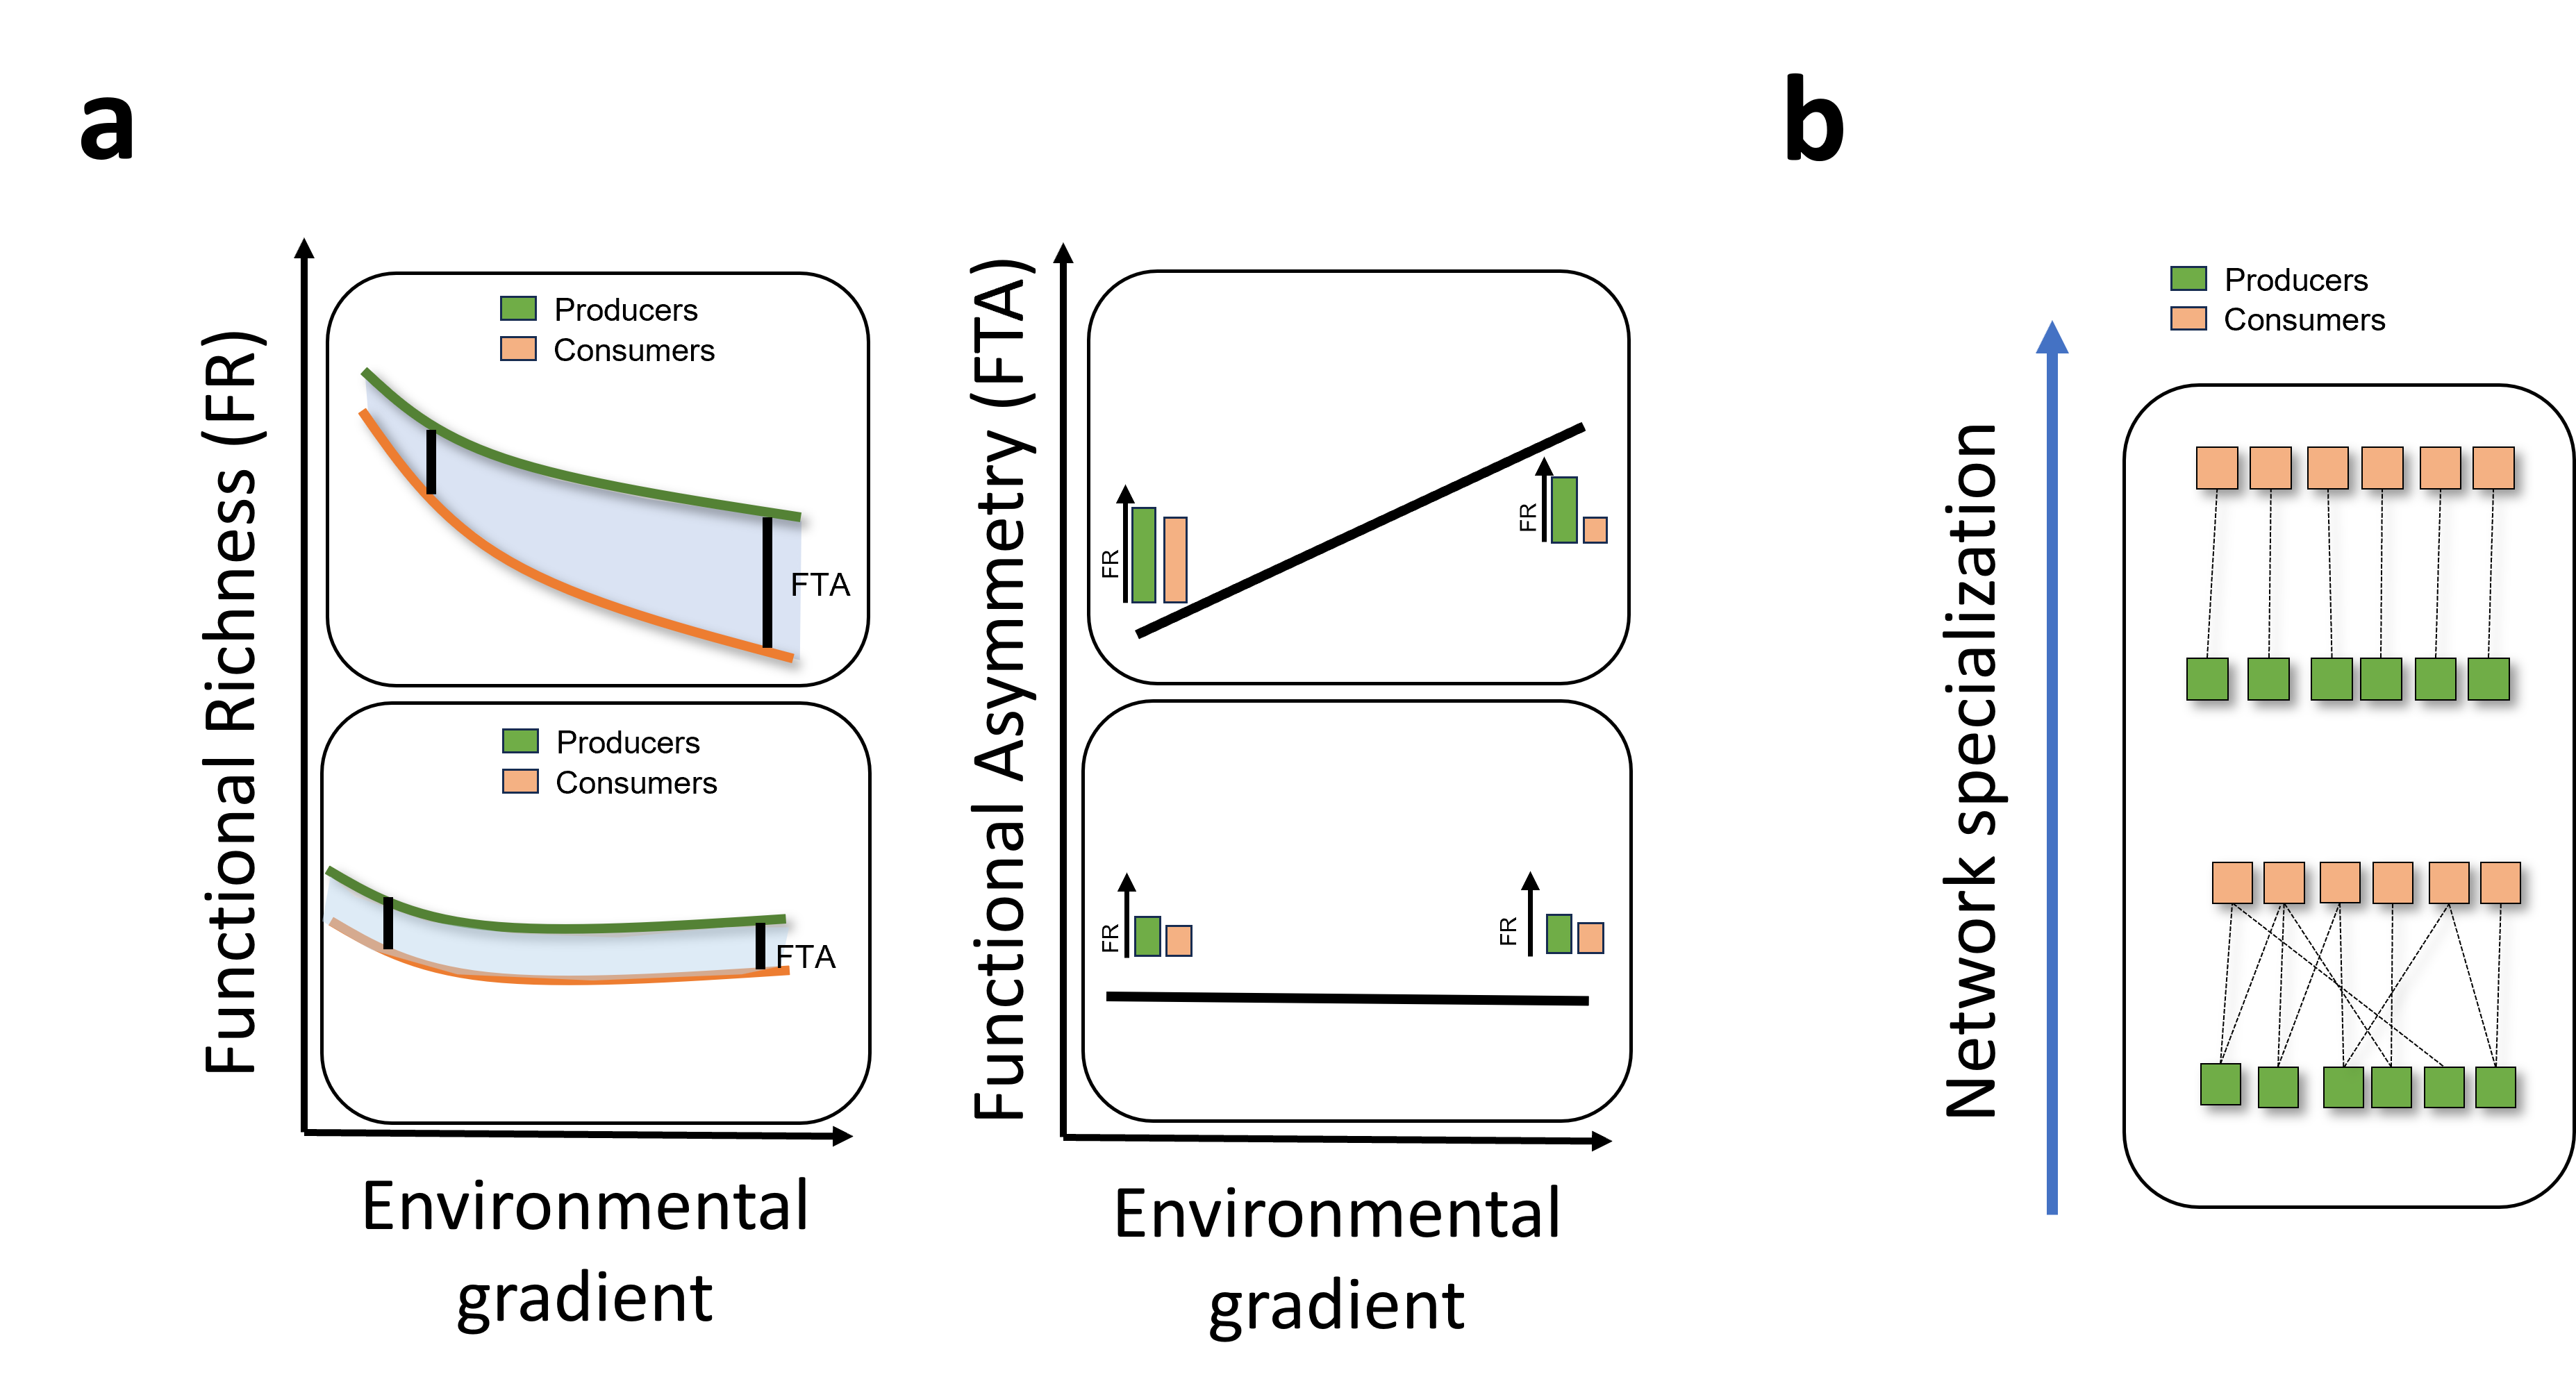 a
b
Functional Richness (FR)
Producers
Consumers
FTA
Producers
Consumers
FTA
Environmental
gradient
Functional Asymmetry (FTA)
FR
FR
FR
FR
Environmental
gradient
Network specialization
Producers
Consumers